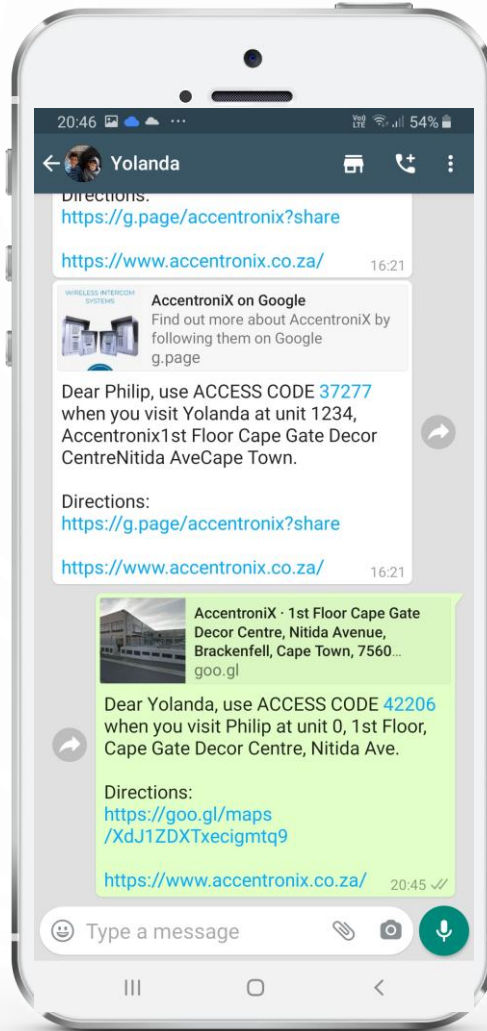 20:46 ... VoD LTE 54%
Yolanda
Directions:
https://g.page/accentronix?share
https://www.accentronix.co.za/ 16:21
WIRELESS INTERCOM
SYSTEMS
AccentroniX on Google
Find out more about AccentroniX by
following them on Google
g.page
Dear Philip, use ACCESS CODE 37277
when you visit Yolanda at unit 1234,
Accentronix1st Floor Cape Gate Decor
CentreNitida AveCape Town.
Directions:
https://g.page/accentronix?share
https://www.accentronix.co.za/ 16:21
AccentroniX · 1st Floor Cape Gate
Decor Centre, Nitida Avenue,
Brackenfell, Cape Town, 7560...
goo.gl
Dear Yolanda, use ACCESS CODE 42206
when you visit Philip at unit 0, 1st Floor,
Cape Gate Decor Centre, Nitida Ave.
Directions:
https://goo.gl/maps
/XdJ1ZDXTxecigmtq9
https://www.accentronix.co.za/ 20:45
Type a message